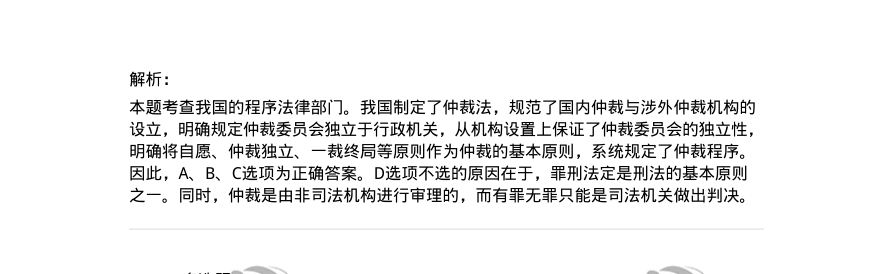 解析：
本题考查我国的程序法律部门。我国制定了仲裁法，规范了国内仲裁与涉外仲裁机构的
设立，明确规定仲裁委员会独立于行政机关，从机构设置上保证了仲裁委员会的独立性，
明确将自愿、仲裁独立、一裁终局等原则作为仲裁的基本原则，系统规定了仲裁程序。
因此，A、B、C选项为正确答案。D选项不选的原因在于，罪刑法定是刑法的基本原则
之一。同时，仲裁是由非司法机构进行审理的，而有罪无罪只能是司法机关做出判决。